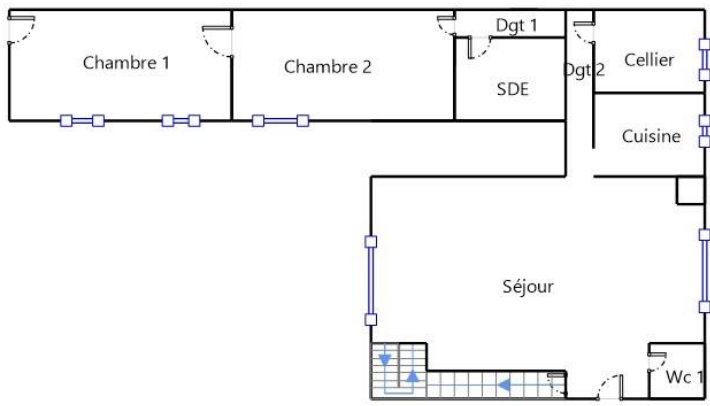 Dgt 1
Chambre 1
Chambre 2
Dgt 2
Cellier
SDE
Cuisine
Séjour
Wc 1